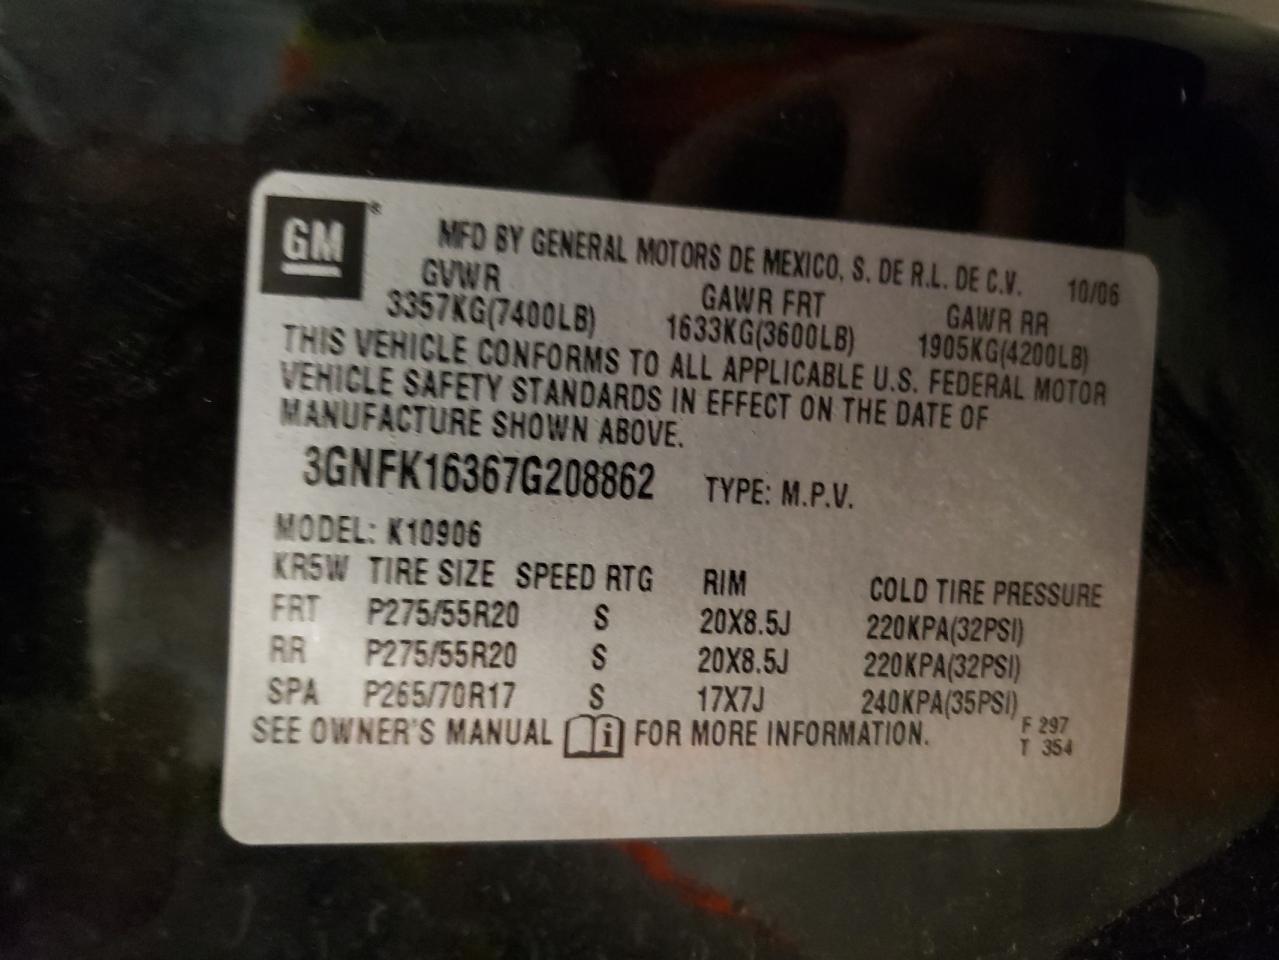 GM®
MFD BY GENERAL MOTORS DE MEXICO, S. DE R.L. DE C.V. 10/06
GVWR GAWR FRT GAWR RR
3357KG(7400LB) 1633KG(3600LB) 1905KG(4200LB)
THIS VEHICLE CONFORMS TO ALL APPLICABLE U.S. FEDERAL MOTOR
VEHICLE SAFETY STANDARDS IN EFFECT ON THE DATE OF
MANUFACTURE SHOWN ABOVE.
3GNFK16367G208862 TYPE: M.P.V.
MODEL: K10906
KR5W TIRE SIZE SPEED RTG RIM COLD TIRE PRESSURE
FRT P275/55R20 S 20X8.5J 220KPA(32PSI)
RR P275/55R20 S 20X8.5J 220KPA(32PSI)
SPA P265/70R17 S 17X7J 240KPA(35PSI)
SEE OWNER'S MANUAL i FOR MORE INFORMATION.
F 297
T 354